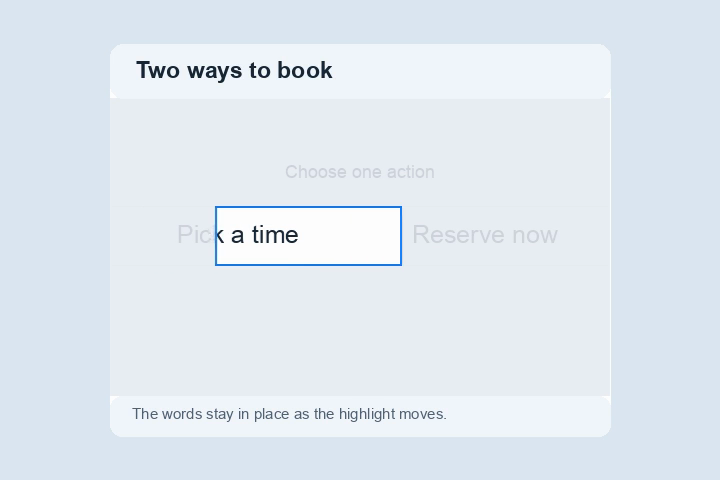 Two ways to book
Choose one action
Pick a time Reserve now
The words stay in place as the highlight moves.